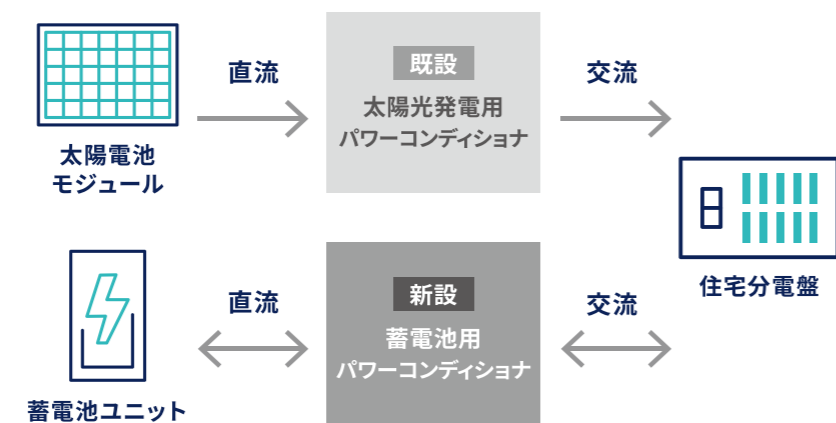 直流
既設
太陽光発電用
パワーコンディショナ
交流
太陽電池
モジュール
住宅分電盤
直流
新設
蓄電池用
パワーコンディショナ
交流
蓄電池ユニット